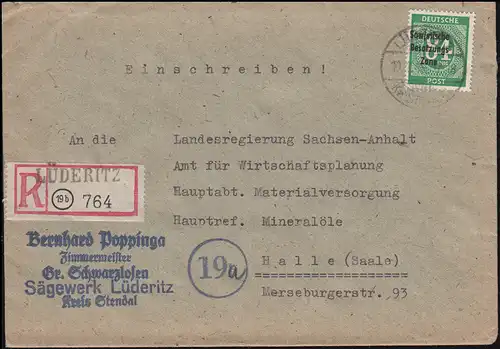 DEUTSCHE
84
Sowjetische
Besatzungs
Zone
POST
Einschreiben!
An die
Landesregierung Sachsen-Anhalt
Amt für Wirtschaftsplanung
Hauptabt. Materialversorgung
Hauptref. Mineralöle
Halle (Saale)
Merseburgerstr. 93
R
LÜDERITZ
19b
764
19a
Bernhard Poppinga
Zimmermeister
Gr. Schwarzlosen
Sägewerk Lüderitz
Kreis Stendal